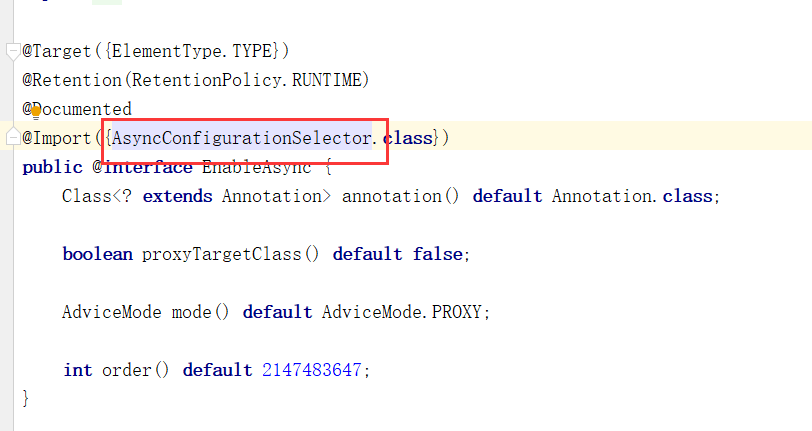 @Target({ElementType.TYPE})
@Retention(RetentionPolicy.RUNTIME)
@Documented
@Import({AsyncConfigurationSelector.class})
public @interface EnableAsync {
    Class<? extends Annotation> annotation() default Annotation.class;
    boolean proxyTargetClass() default false;
    AdviceMode mode() default AdviceMode.PROXY;
    int order() default 2147483647;
}